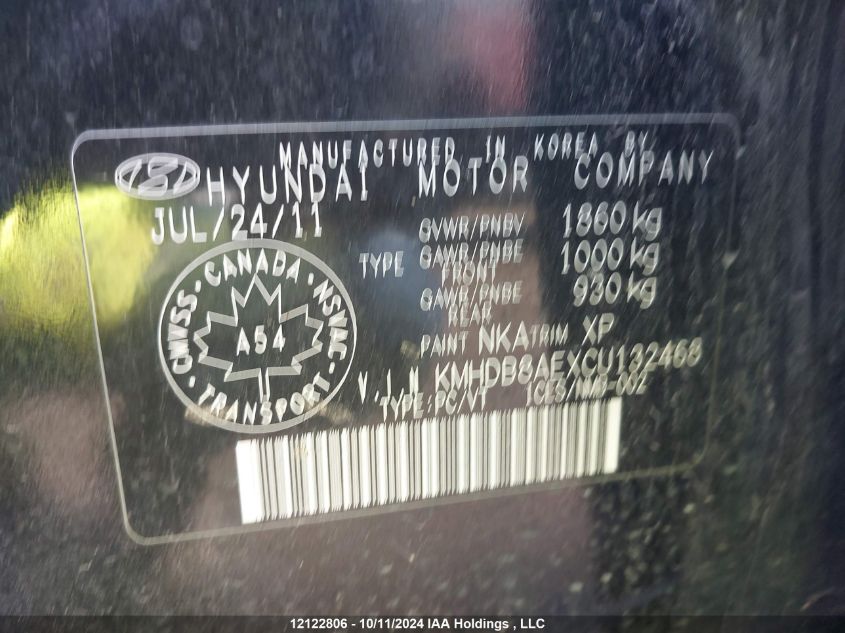 MANUFACTURED IN KOREA BY
HYUNDAI MOTOR COMPANY
JUL/24/11
GVWR/PNBV 1860 kg
TYPE GAWR/PNBE FRONT 1000 kg
GAWR/PNBE REAR 930 kg
PAINT NKA TRIM XP
V.I.N KMHDB8AEXCU132468
TYPE:PC/VT
CANADA · NSVAC · TRANSPORT · CMVSS
A54
12122806 - 10/11/2024 IAA Holdings , LLC